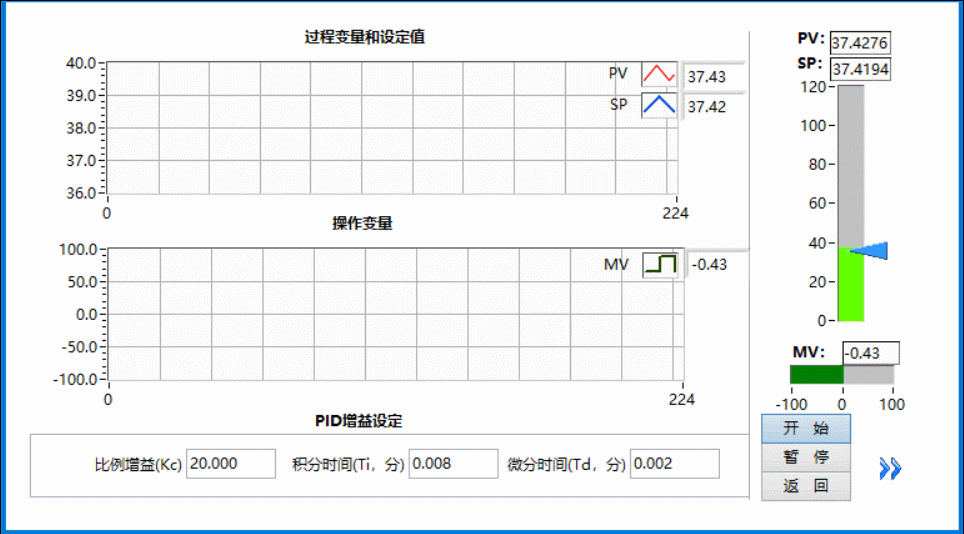 过程变量和设定值
40.0
39.0
38.0
37.0
36.0
0
224
PV
37.43
SP
37.42
操作变量
100.0
50.0
0.0
-50.0
-100.0
0
224
MV
-0.43
PID增益设定
比例增益(Kc) 20.000 积分时间(Ti，分) 0.008 微分时间(Td，分) 0.002
PV: 37.4276
SP: 37.4194
120
100
80
60
40
20
0
MV: -0.43
-100 0 100
开 始
暂 停
返 回